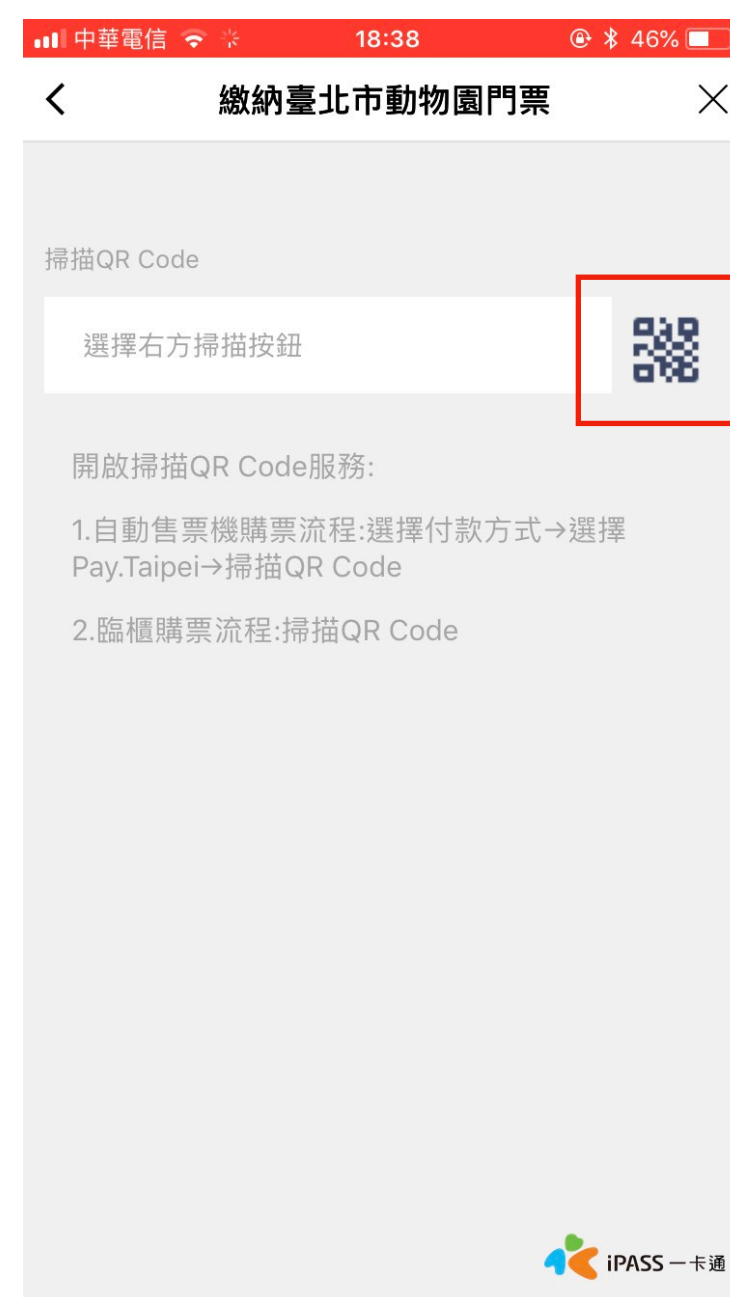 中華電信 18:38 46%
繳納臺北市動物園門票
掃描QR Code
選擇右方掃描按鈕
開啟掃描QR Code服務:
1.自動售票機購票流程:選擇付款方式→選擇
Pay.Taipei→掃描QR Code
2.臨櫃購票流程:掃描QR Code
iPASS 一卡通